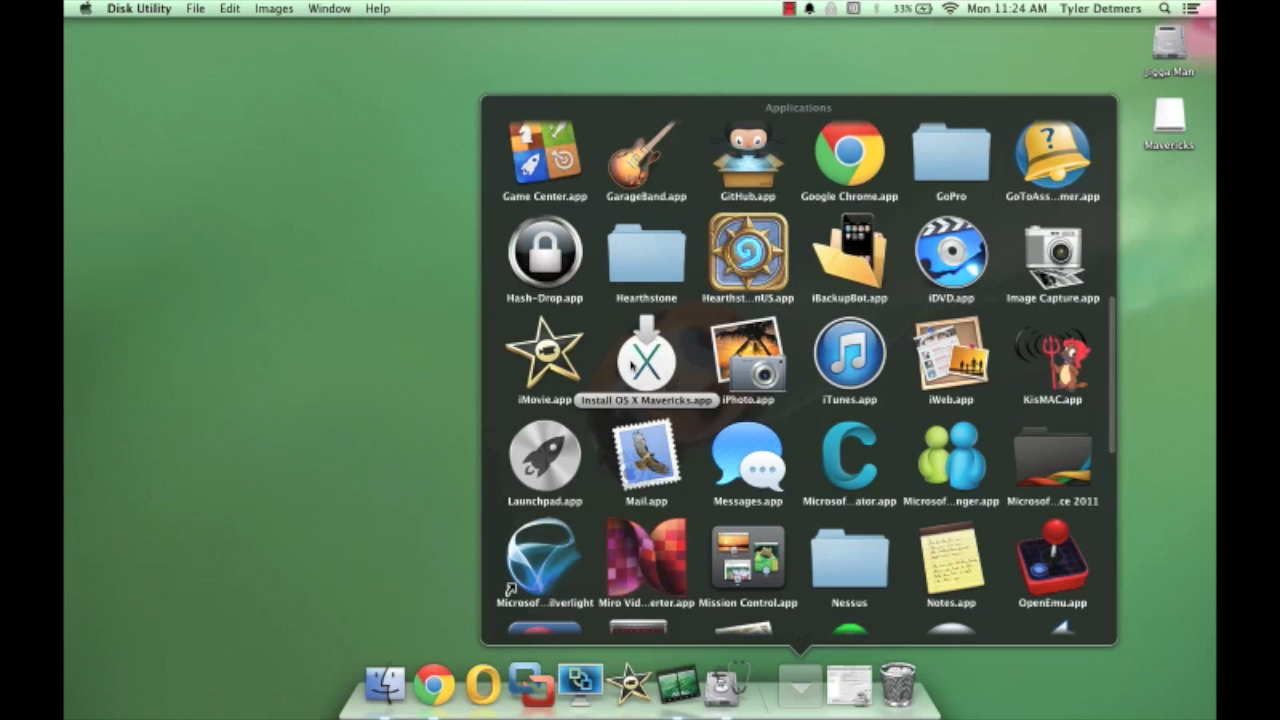 Disk Utility File Edit Images Window Help 33% Mon 11:24 AM Tyler Detmers
Jigga Man
Mavericks
Applications
Game Center.app GarageBand.app GitHub.app Google Chrome.app GoPro GoToAss...mer.app
Hash-Drop.app Hearthstone Hearthst...nUS.app iBackupBot.app iDVD.app Image Capture.app
iMovie.app Install OS X Mavericks.app iPhoto.app iTunes.app iWeb.app KisMAC.app
Launchpad.app Mail.app Messages.app Microsof...ator.app Microsof...nger.app Microsof...ce 2011
Microsof...ilverlight Miro Vid...erter.app Mission Control.app Nessus Notes.app OpenEmu.app